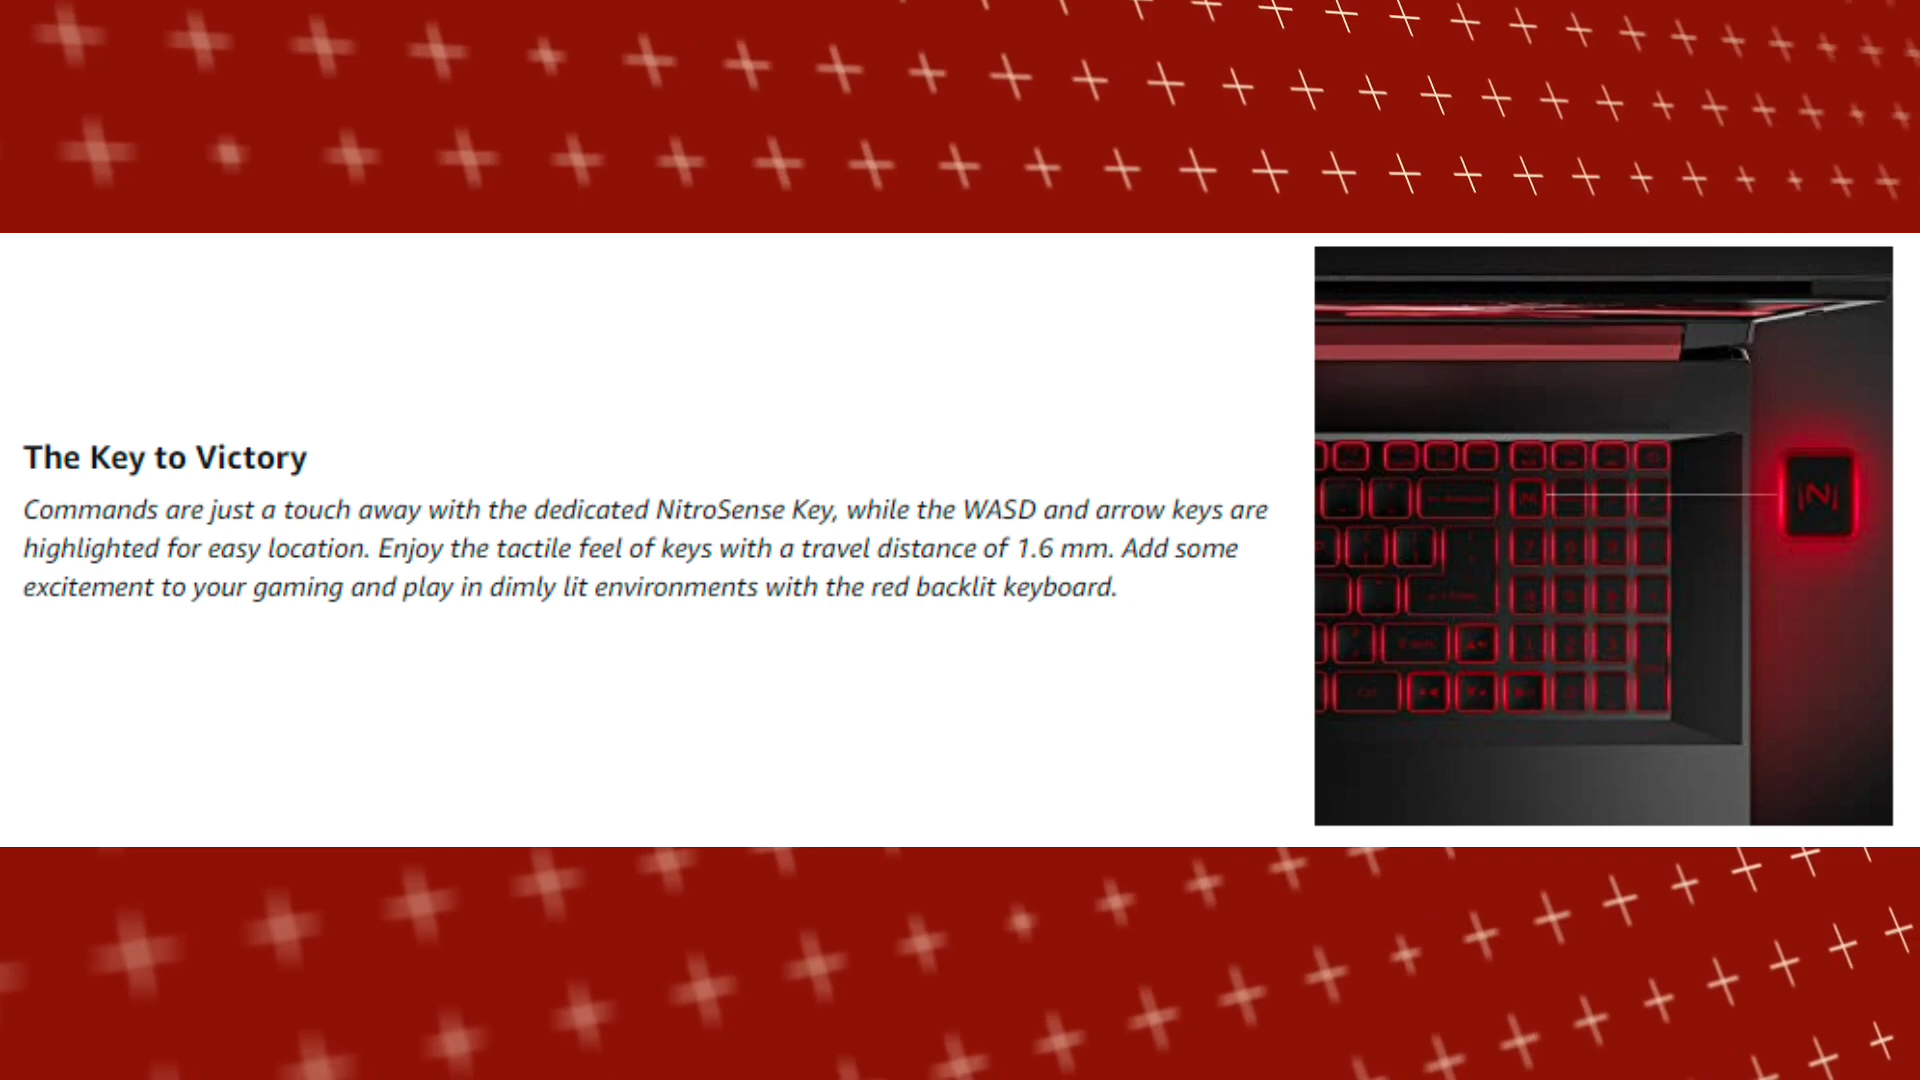 The Key to Victory
Commands are just a touch away with the dedicated NitroSense Key, while the WASD and arrow keys are
highlighted for easy location. Enjoy the tactile feel of keys with a travel distance of 1.6 mm. Add some
excitement to your gaming and play in dimly lit environments with the red backlit keyboard.
N